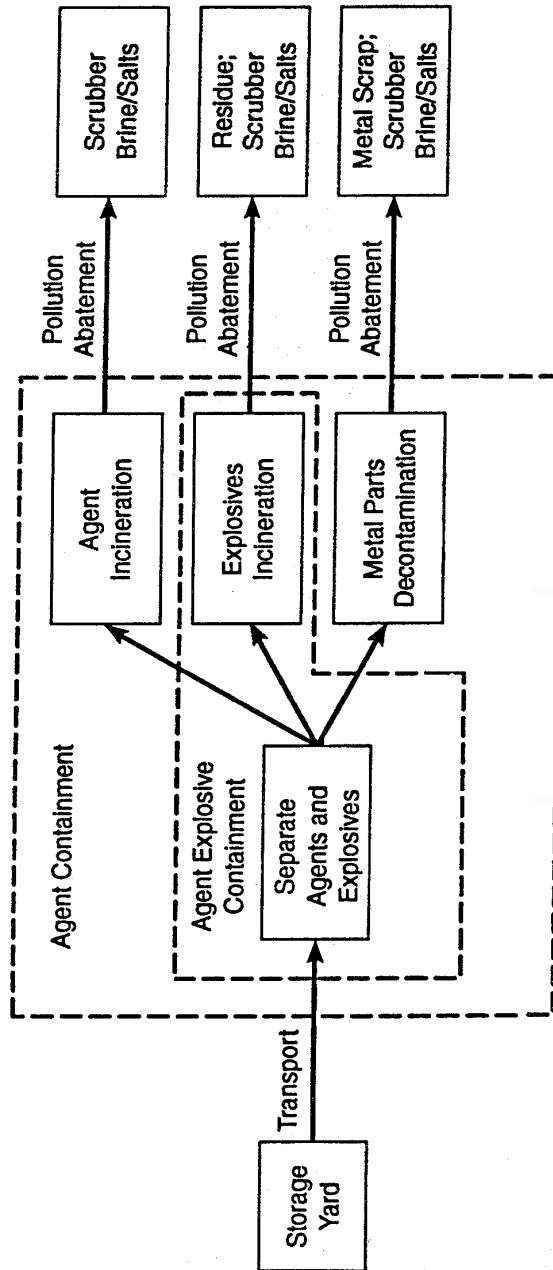 Storage
Yard
Transport
Agent Containment
Agent Explosive
Containment
Separate
Agents and
Explosives
Agent
Incineration
Explosives
Incineration
Metal Parts
Decontamination
Pollution
Abatement
Pollution
Abatement
Pollution
Abatement
Scrubber
Brine/Salts
Residue;
Scrubber
Brine/Salts
Metal Scrap;
Scrubber
Brine/Salts